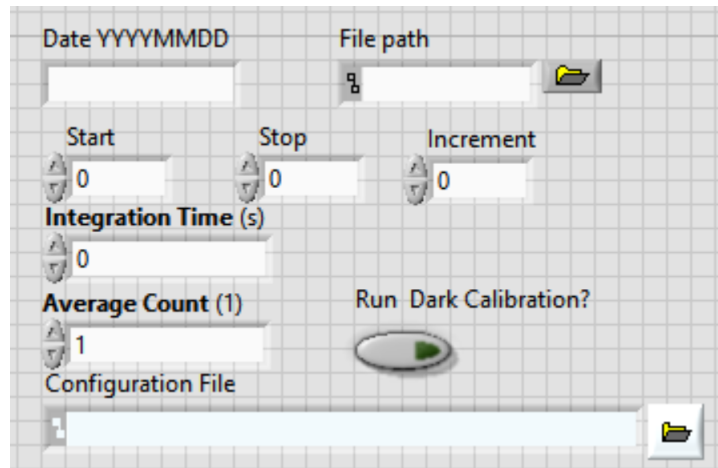 Date YYYYMMDD File path
Start Stop Increment
0 0 0
Integration Time (s)
0
Average Count (1) Run Dark Calibration?
1
Configuration File